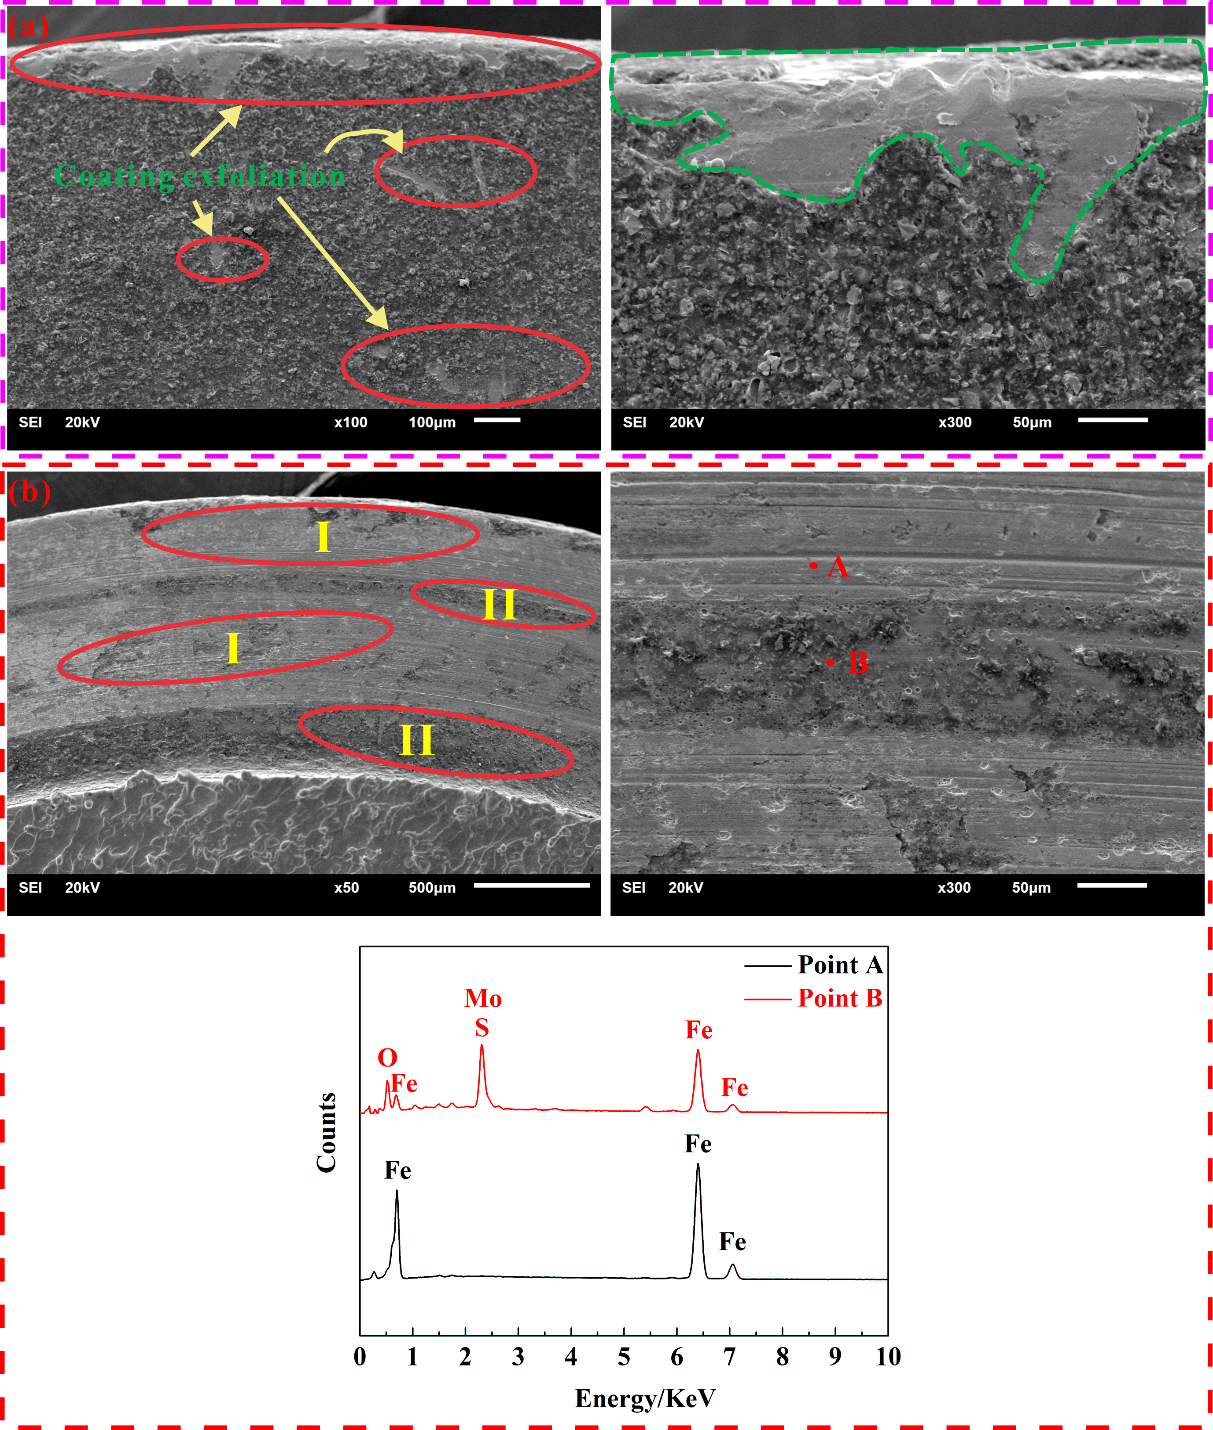 (a)
Coating exfoliation
SEI 20kV x100 100μm
SEI 20kV x300 50μm
(b)
I
II
I
II
A
B
SEI 20kV x50 500μm
SEI 20kV x300 50μm
Point A
Point B
Mo
S
O
Fe
Fe
Fe
Fe
Fe
Fe
Counts
0 1 2 3 4 5 6 7 8 9 10
Energy/KeV